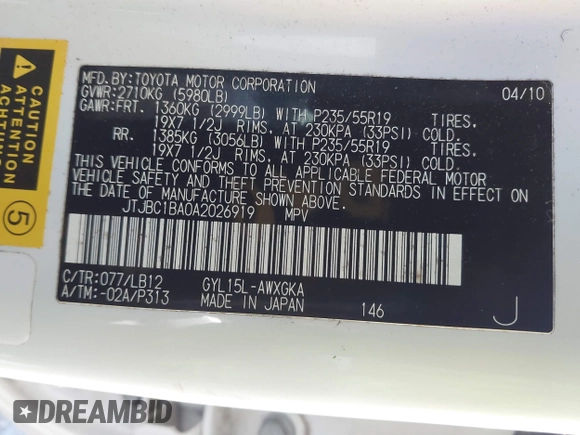 MFD.BY:TOYOTA MOTOR CORPORATION 04/10
GVWR:2710KG (5980LB)
GAWR:FRT. 1360KG (2999LB) WITH P235/55R19 TIRES,
19X7 1/2J RIMS, AT 230KPA (33PSI) COLD.
RR. 1385KG (3056LB) WITH P235/55R19 TIRES,
19X7 1/2J RIMS, AT 230KPA (33PSI) COLD.
THIS VEHICLE CONFORMS TO ALL APPLICABLE FEDERAL MOTOR
VEHICLE SAFETY AND THEFT PREVENTION STANDARDS IN EFFECT ON
THE DATE OF MANUFACTURE SHOWN ABOVE.
JTJBC1BA0A2026919 MPV
C/TR:077/LB12 GYL15L-AWXGKA
A/TM:-02A/P313 MADE IN JAPAN 146 J
CAUTION
ATTENTION
ACHTUNG
5
DREAMBID